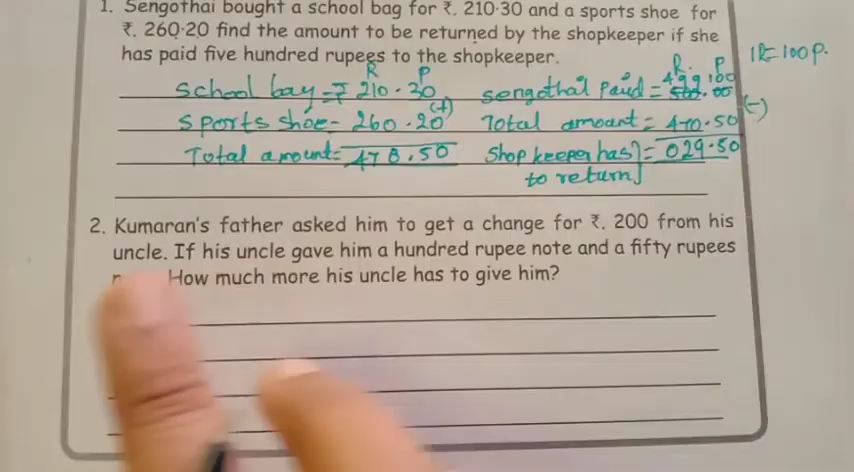 1. Sengothai bought a school bag for ₹. 210·30 and a sports shoe for
₹. 260·20 find the amount to be returned by the shopkeeper if she
has paid five hundred rupees to the shopkeeper.
1R = 100 p.
R P
School bag = ₹ 210.30
Sports shoe = 260.20 (+)
Total amount = 470.50
R. P
499 100
Sengothai Paid = 500.00
Total amount = 470.50 (-)
Shop keeper has = 029.50
to return
2. Kumaran's father asked him to get a change for ₹. 200 from his
uncle. If his uncle gave him a hundred rupee note and a fifty rupees
How much more his uncle has to give him?